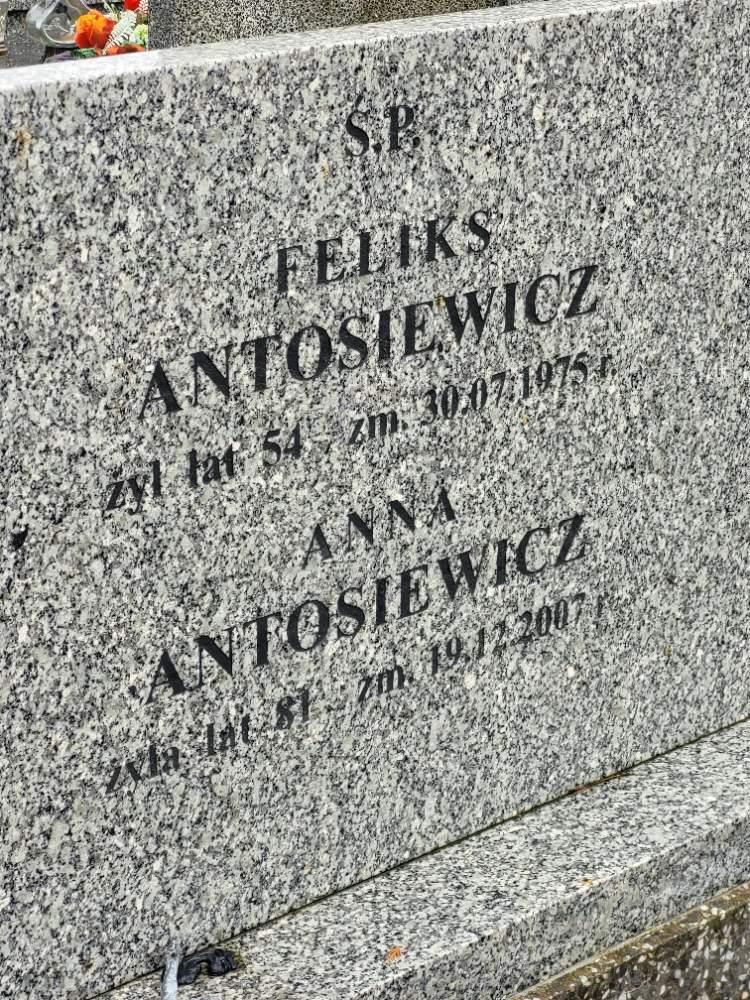 Ś.P.
FELIKS
ANTOSIEWICZ
żył lat 54 zm. 30.07.1975 r.
ANNA
ANTOSIEWICZ
żyła lat 81 zm. 19.12.2007 r.